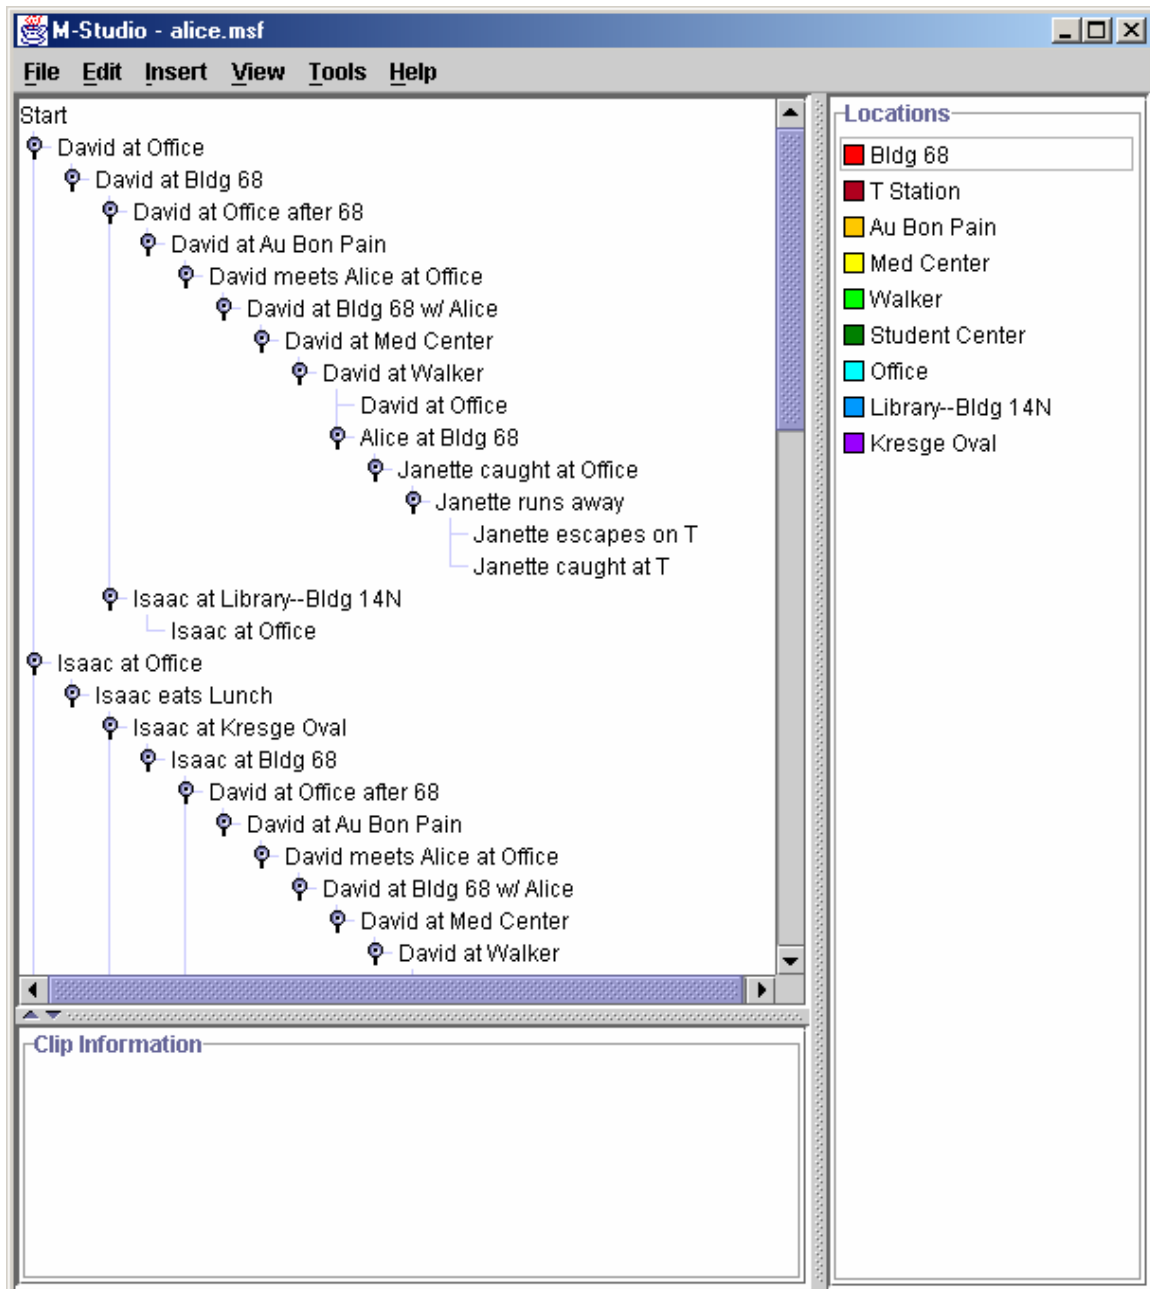 M-Studio - alice.msf
File Edit Insert View Tools Help
Start
David at Office
David at Bldg 68
David at Office after 68
David at Au Bon Pain
David meets Alice at Office
David at Bldg 68 w/ Alice
David at Med Center
David at Walker
David at Office
Alice at Bldg 68
Janette caught at Office
Janette runs away
Janette escapes on T
Janette caught at T
Isaac at Library--Bldg 14N
Isaac at Office
Isaac at Office
Isaac eats Lunch
Isaac at Kresge Oval
Isaac at Bldg 68
David at Office after 68
David at Au Bon Pain
David meets Alice at Office
David at Bldg 68 w/ Alice
David at Med Center
David at Walker
Clip Information
Locations
Bldg 68
T Station
Au Bon Pain
Med Center
Walker
Student Center
Office
Library--Bldg 14N
Kresge Oval